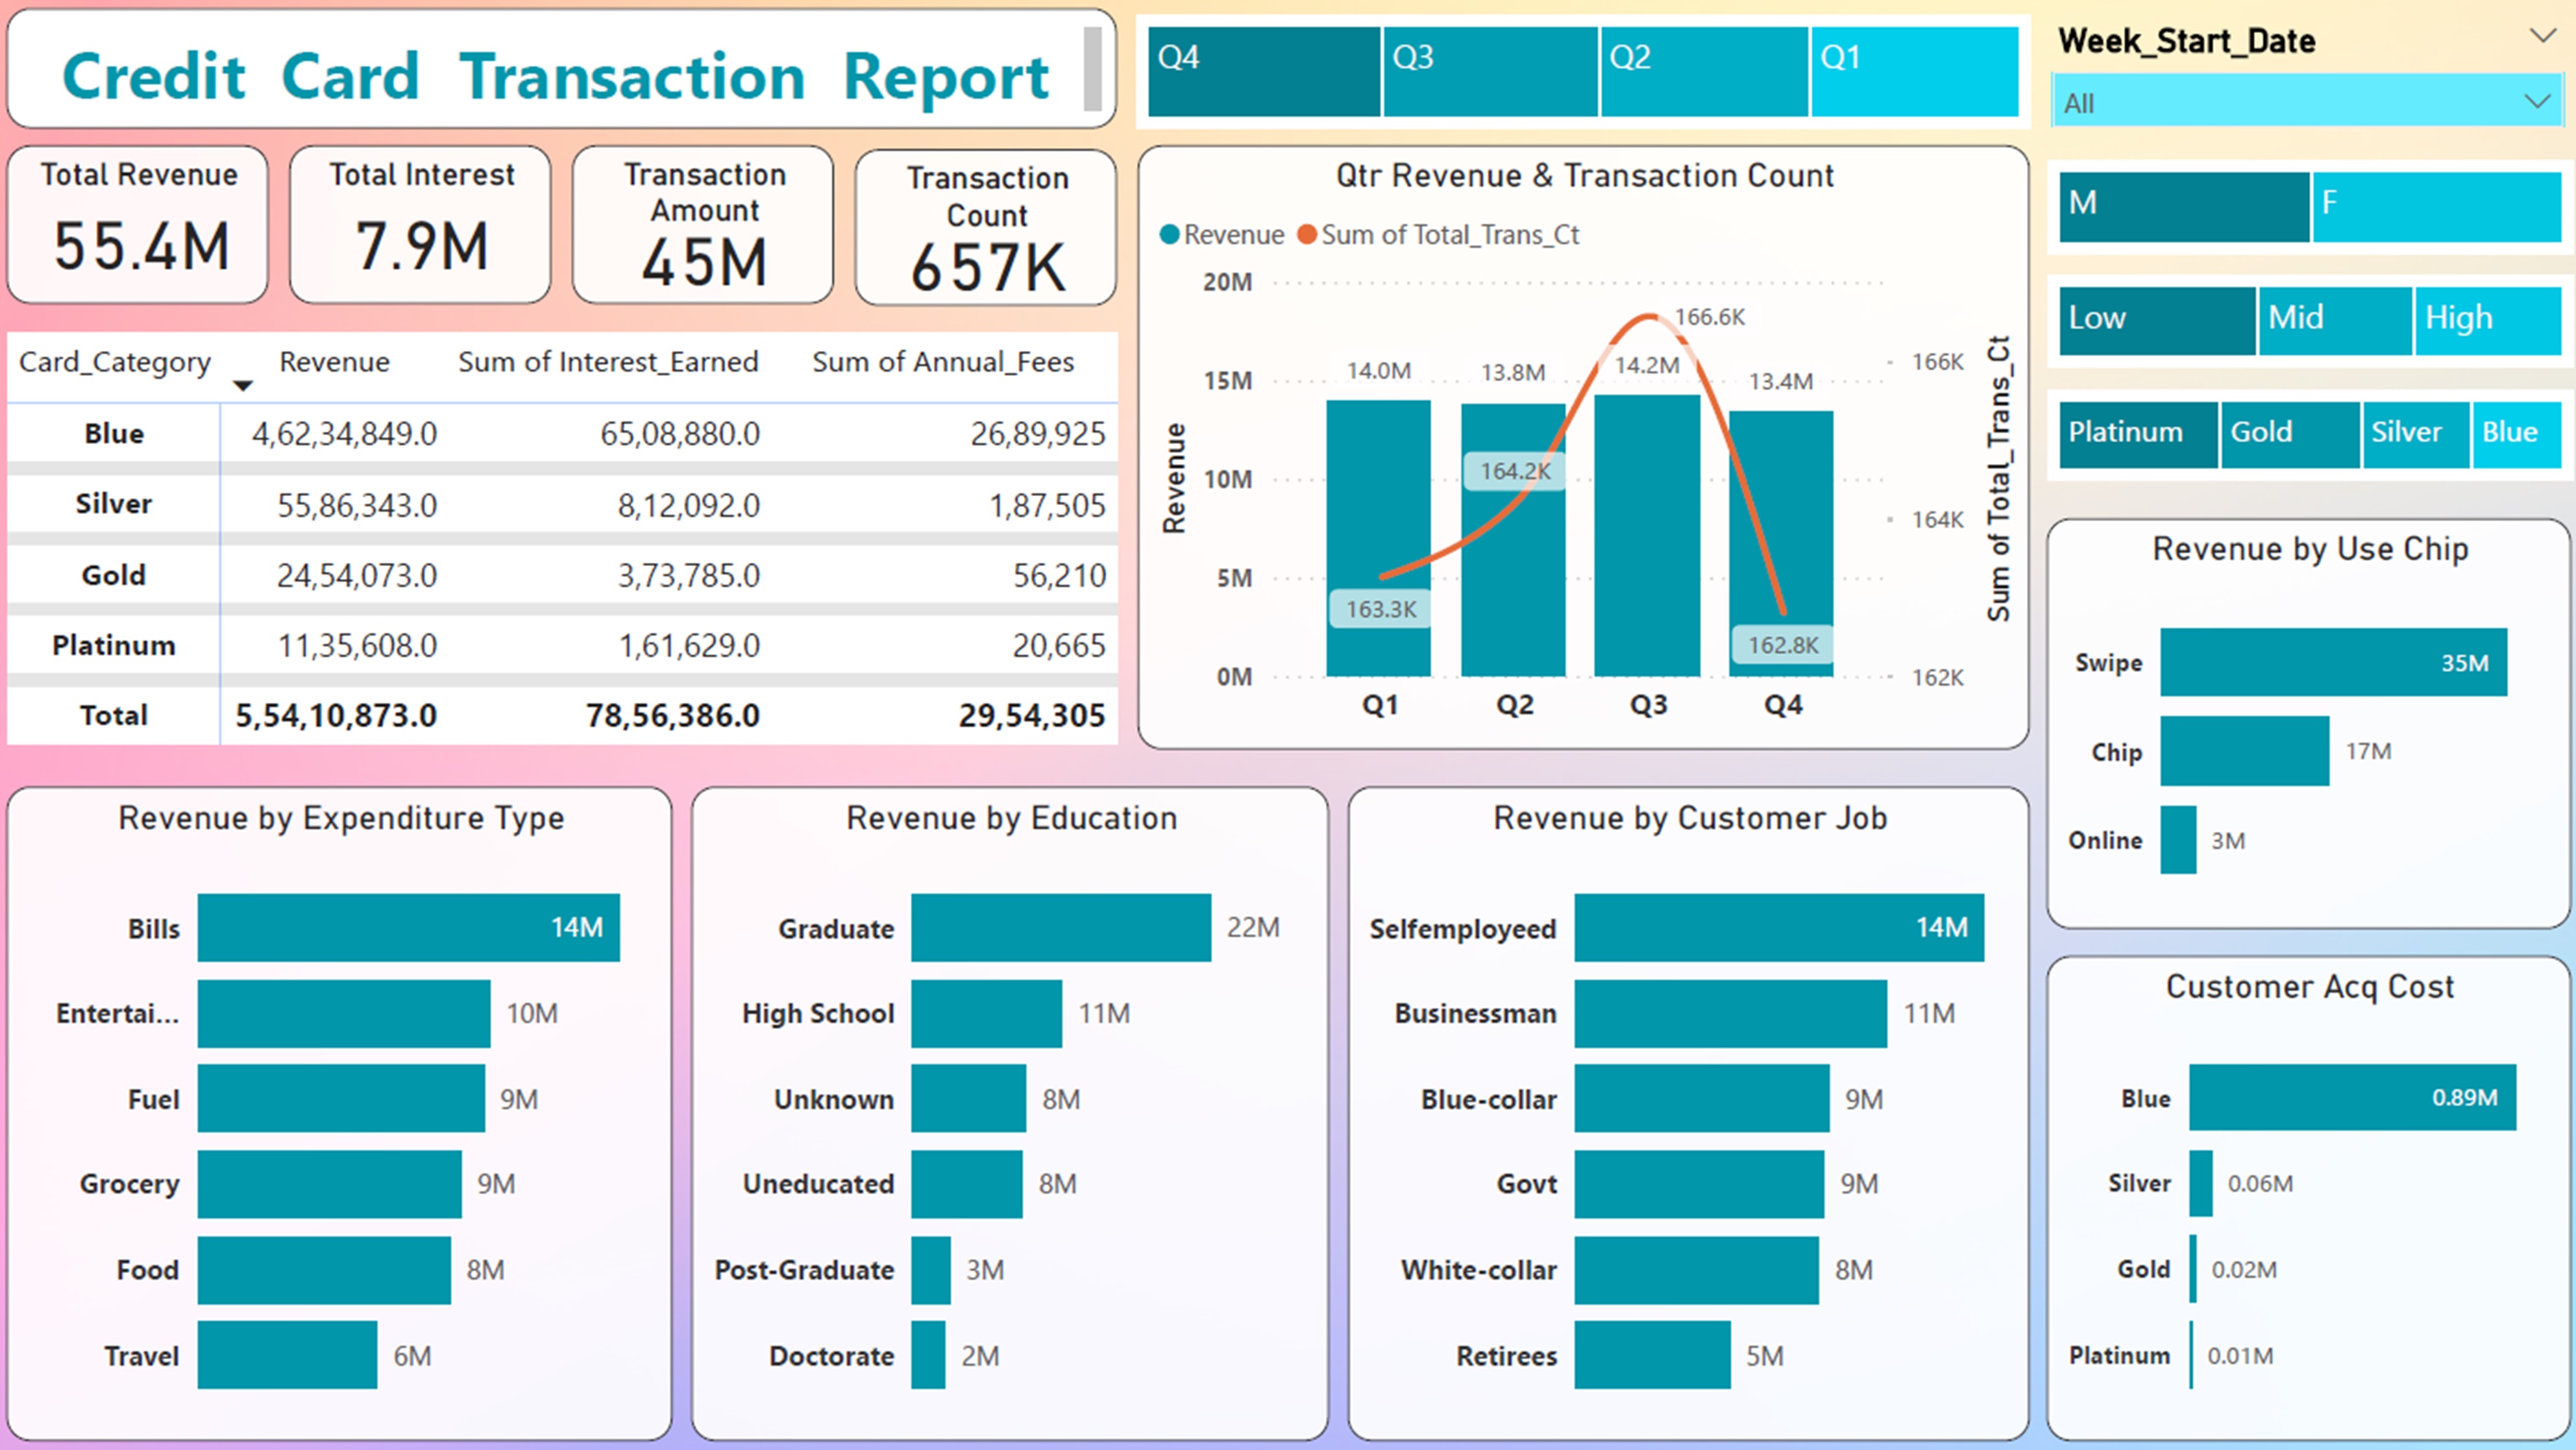 Credit Card Transaction Report
Q4 Q3 Q2 Q1
Week_Start_Date
All
Total Revenue
55.4M
Total Interest
7.9M
Transaction
Amount
45M
Transaction
Count
657K
M F
Low Mid High
Platinum Gold Silver Blue
Card_Category Revenue Sum of Interest_Earned Sum of Annual_Fees
Blue 4,62,34,849.0 65,08,880.0 26,89,925
Silver 55,86,343.0 8,12,092.0 1,87,505
Gold 24,54,073.0 3,73,785.0 56,210
Platinum 11,35,608.0 1,61,629.0 20,665
Total 5,54,10,873.0 78,56,386.0 29,54,305
Qtr Revenue & Transaction Count
Revenue Sum of Total_Trans_Ct
20M
15M
10M
5M
0M
Revenue
14.0M
13.8M
14.2M
13.4M
163.3K
164.2K
166.6K
162.8K
Q1 Q2 Q3 Q4
166K
164K
162K
Sum of Total_Trans_Ct
Revenue by Use Chip
Swipe 35M
Chip 17M
Online 3M
Revenue by Expenditure Type
Bills 14M
Entertai... 10M
Fuel 9M
Grocery 9M
Food 8M
Travel 6M
Revenue by Education
Graduate 22M
High School 11M
Unknown 8M
Uneducated 8M
Post-Graduate 3M
Doctorate 2M
Revenue by Customer Job
Selfemployeed 14M
Businessman 11M
Blue-collar 9M
Govt 9M
White-collar 8M
Retirees 5M
Customer Acq Cost
Blue 0.89M
Silver 0.06M
Gold 0.02M
Platinum 0.01M